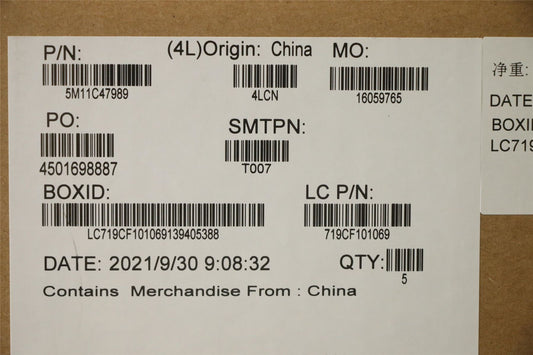 P/N:
(4L)Origin: China
MO:
5M11C47989
4LCN
16059765
PO:
SMTPN:
4501698887
T007
BOXID:
LC P/N:
LC719CF101069139405388
719CF101069
DATE: 2021/9/30 9:08:32
QTY:
5
Contains Merchandise From : China
净重:
DATE
BOXID
LC719